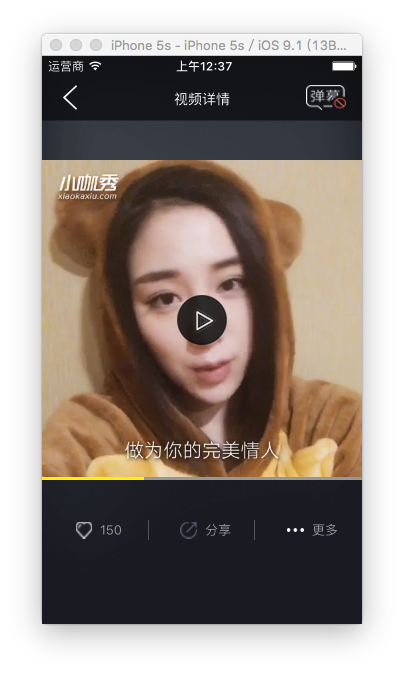 iPhone 5s - iPhone 5s / iOS 9.1 (13B...
运营商 上午12:37
视频详情 弹幕
小咖秀
xiaokaxiu.com
做为你的完美情人
150 分享 更多